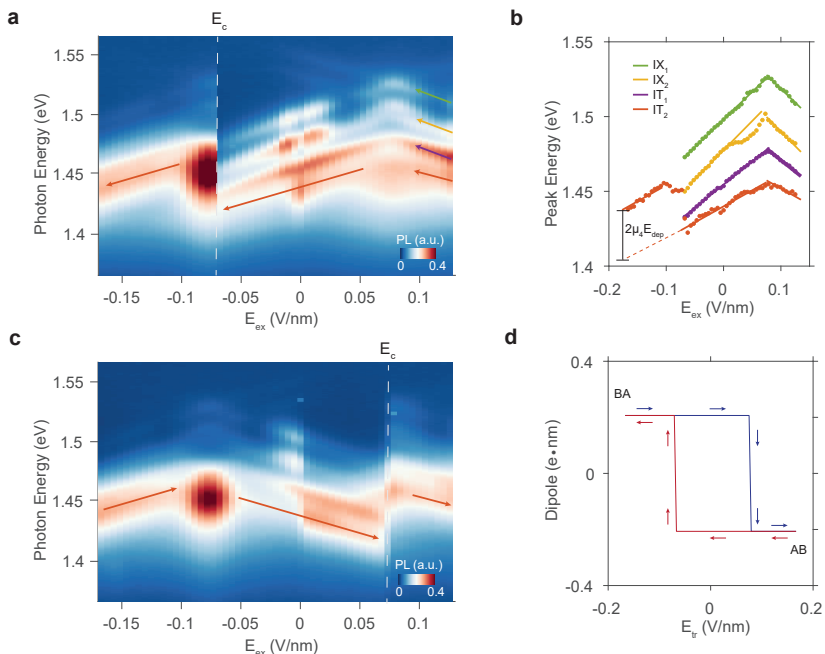 a
E_c
Photon Energy (eV)
1.55
1.5
1.45
1.4
PL (a.u.)
0
0.4
-0.15
-0.1
-0.05
0
0.05
0.1
E_ex (V/nm)
b
Peak Energy (eV)
1.55
1.5
1.45
1.4
IX_1
IX_2
IT_1
IT_2
2μ_4E_dep
-0.2
-0.1
0
0.1
0.2
E_ex (V/nm)
c
E_c
Photon Energy (eV)
1.55
1.5
1.45
1.4
PL (a.u.)
0
0.4
-0.15
-0.1
-0.05
0
0.05
0.1
E_ex (V/nm)
d
Dipole (e•nm)
0.4
0
-0.4
BA
AB
-0.2
0
0.2
E_tr (V/nm)